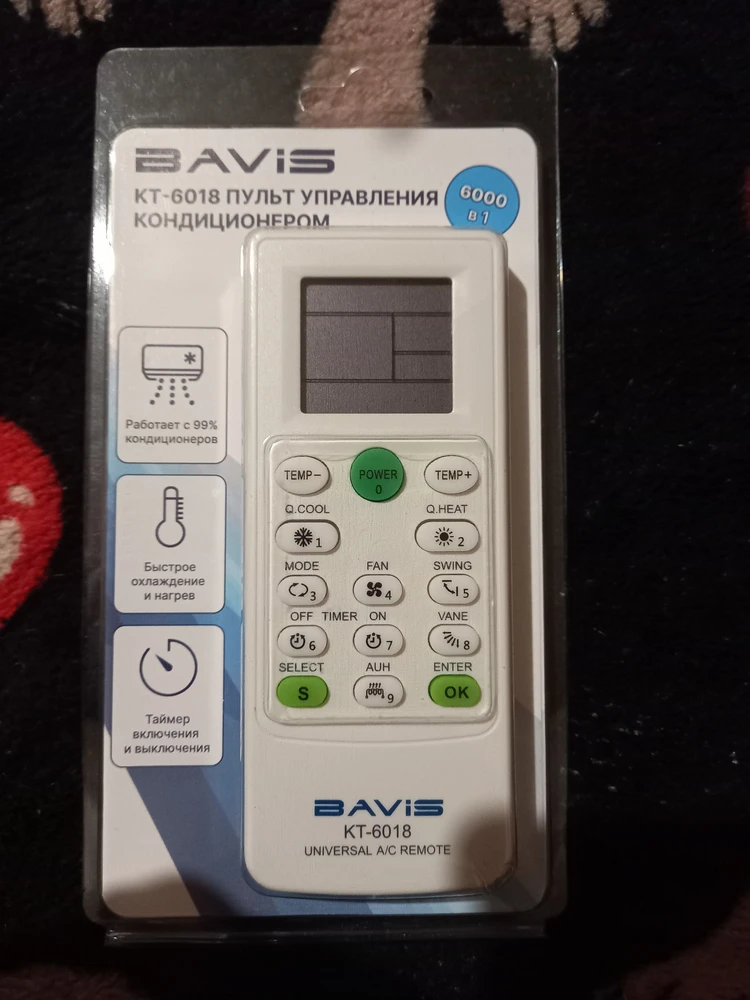 BAViS
KT-6018 ПУЛЬТ УПРАВЛЕНИЯ
КОНДИЦИОНЕРОМ
6000
в 1
Работает с 99%
кондиционеров
Быстрое
охлаждение
и нагрев
Таймер
включения
и выключения
TEMP− POWER TEMP+
0
Q.COOL Q.HEAT
1 2
MODE FAN SWING
3 4 5
OFF TIMER ON VANE
6 7 8
SELECT AUH ENTER
S 9 OK
BAViS
KT-6018
UNIVERSAL A/C REMOTE